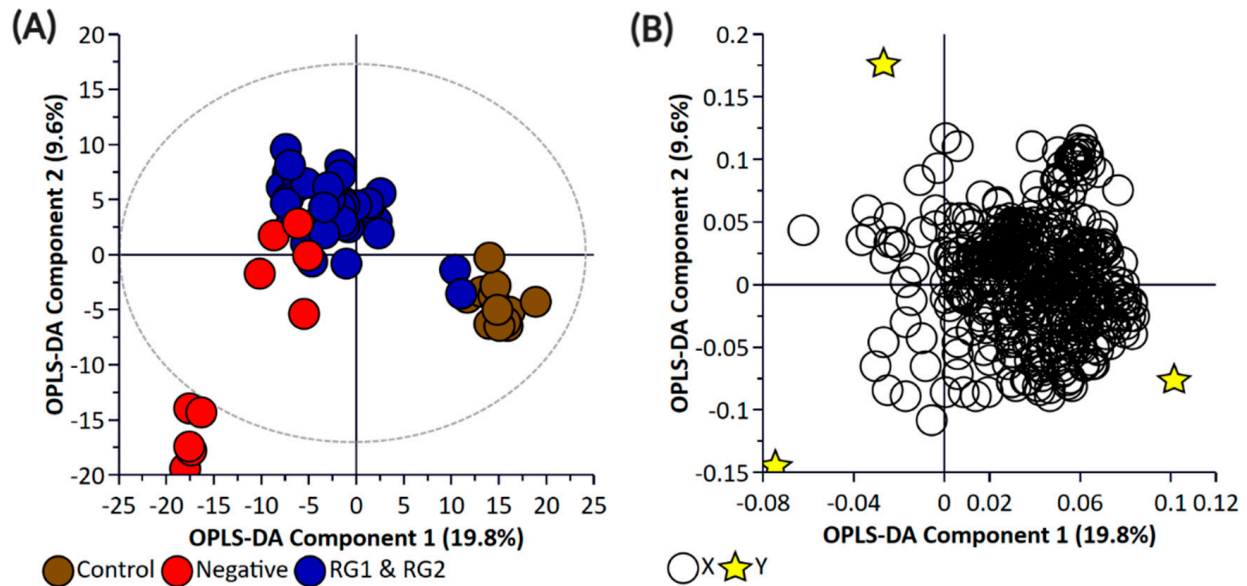 (A)
OPLS-DA Component 2 (9.6%)
20
15
10
5
0
-5
-10
-15
-20
-25 -20 -15 -10 -5 0 5 10 15 20 25
OPLS-DA Component 1 (19.8%)
Control Negative RG1 & RG2
(B)
OPLS-DA Component 2 (9.6%)
0.2
0.15
0.1
0.05
0
-0.05
-0.1
-0.15
-0.08 -0.04 0 0.02 0.06 0.1 0.12
OPLS-DA Component 1 (19.8%)
X Y